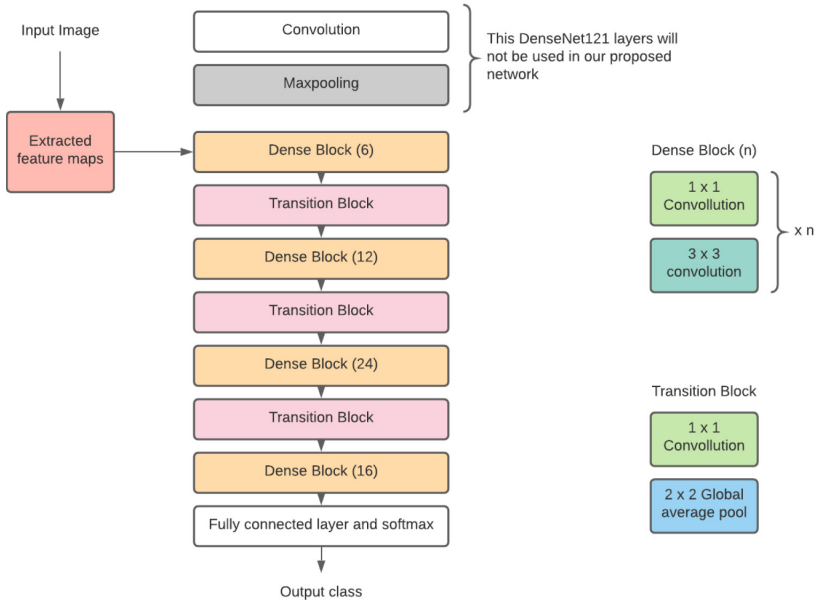 Input Image
Convolution
This DenseNet121 layers will
not be used in our proposed
network
Maxpooling
Extracted
feature maps
Dense Block (6)
Transition Block
Dense Block (12)
Transition Block
Dense Block (24)
Transition Block
Dense Block (16)
Fully connected layer and softmax
Output class
Dense Block (n)
1 x 1
Convollution
3 x 3
convolution
x n
Transition Block
1 x 1
Convollution
2 x 2 Global
average pool